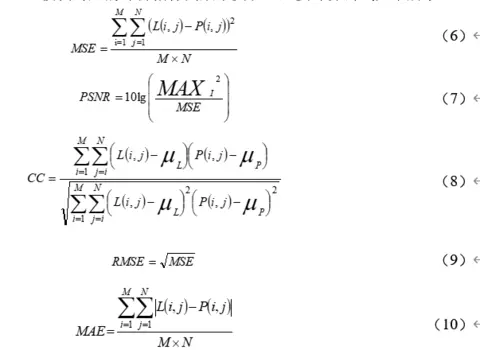 MSE = \frac{\sum_{i=1}^{M} \sum_{j=1}^{N} (L(i,j) - P(i,j))^2}{M \times N} （6）←
PSNR = 10 lg \left( \frac{MAX_I^2}{MSE} \right) （7）←
CC = \frac{\sum_{i=1}^{M} \sum_{j=i}^{N} (L(i,j) - \mu_L)(P(i,j) - \mu_P)}{\sqrt{\sum_{i=1}^{M} \sum_{j=i}^{N} (L(i,j) - \mu_L)^2 (P(i,j) - \mu_P)^2}} （8）←
RMSE = \sqrt{MSE} （9）←
MAE = \frac{\sum_{i=1}^{M} \sum_{j=1}^{N} |L(i,j) - P(i,j)|}{M \times N} （10）←